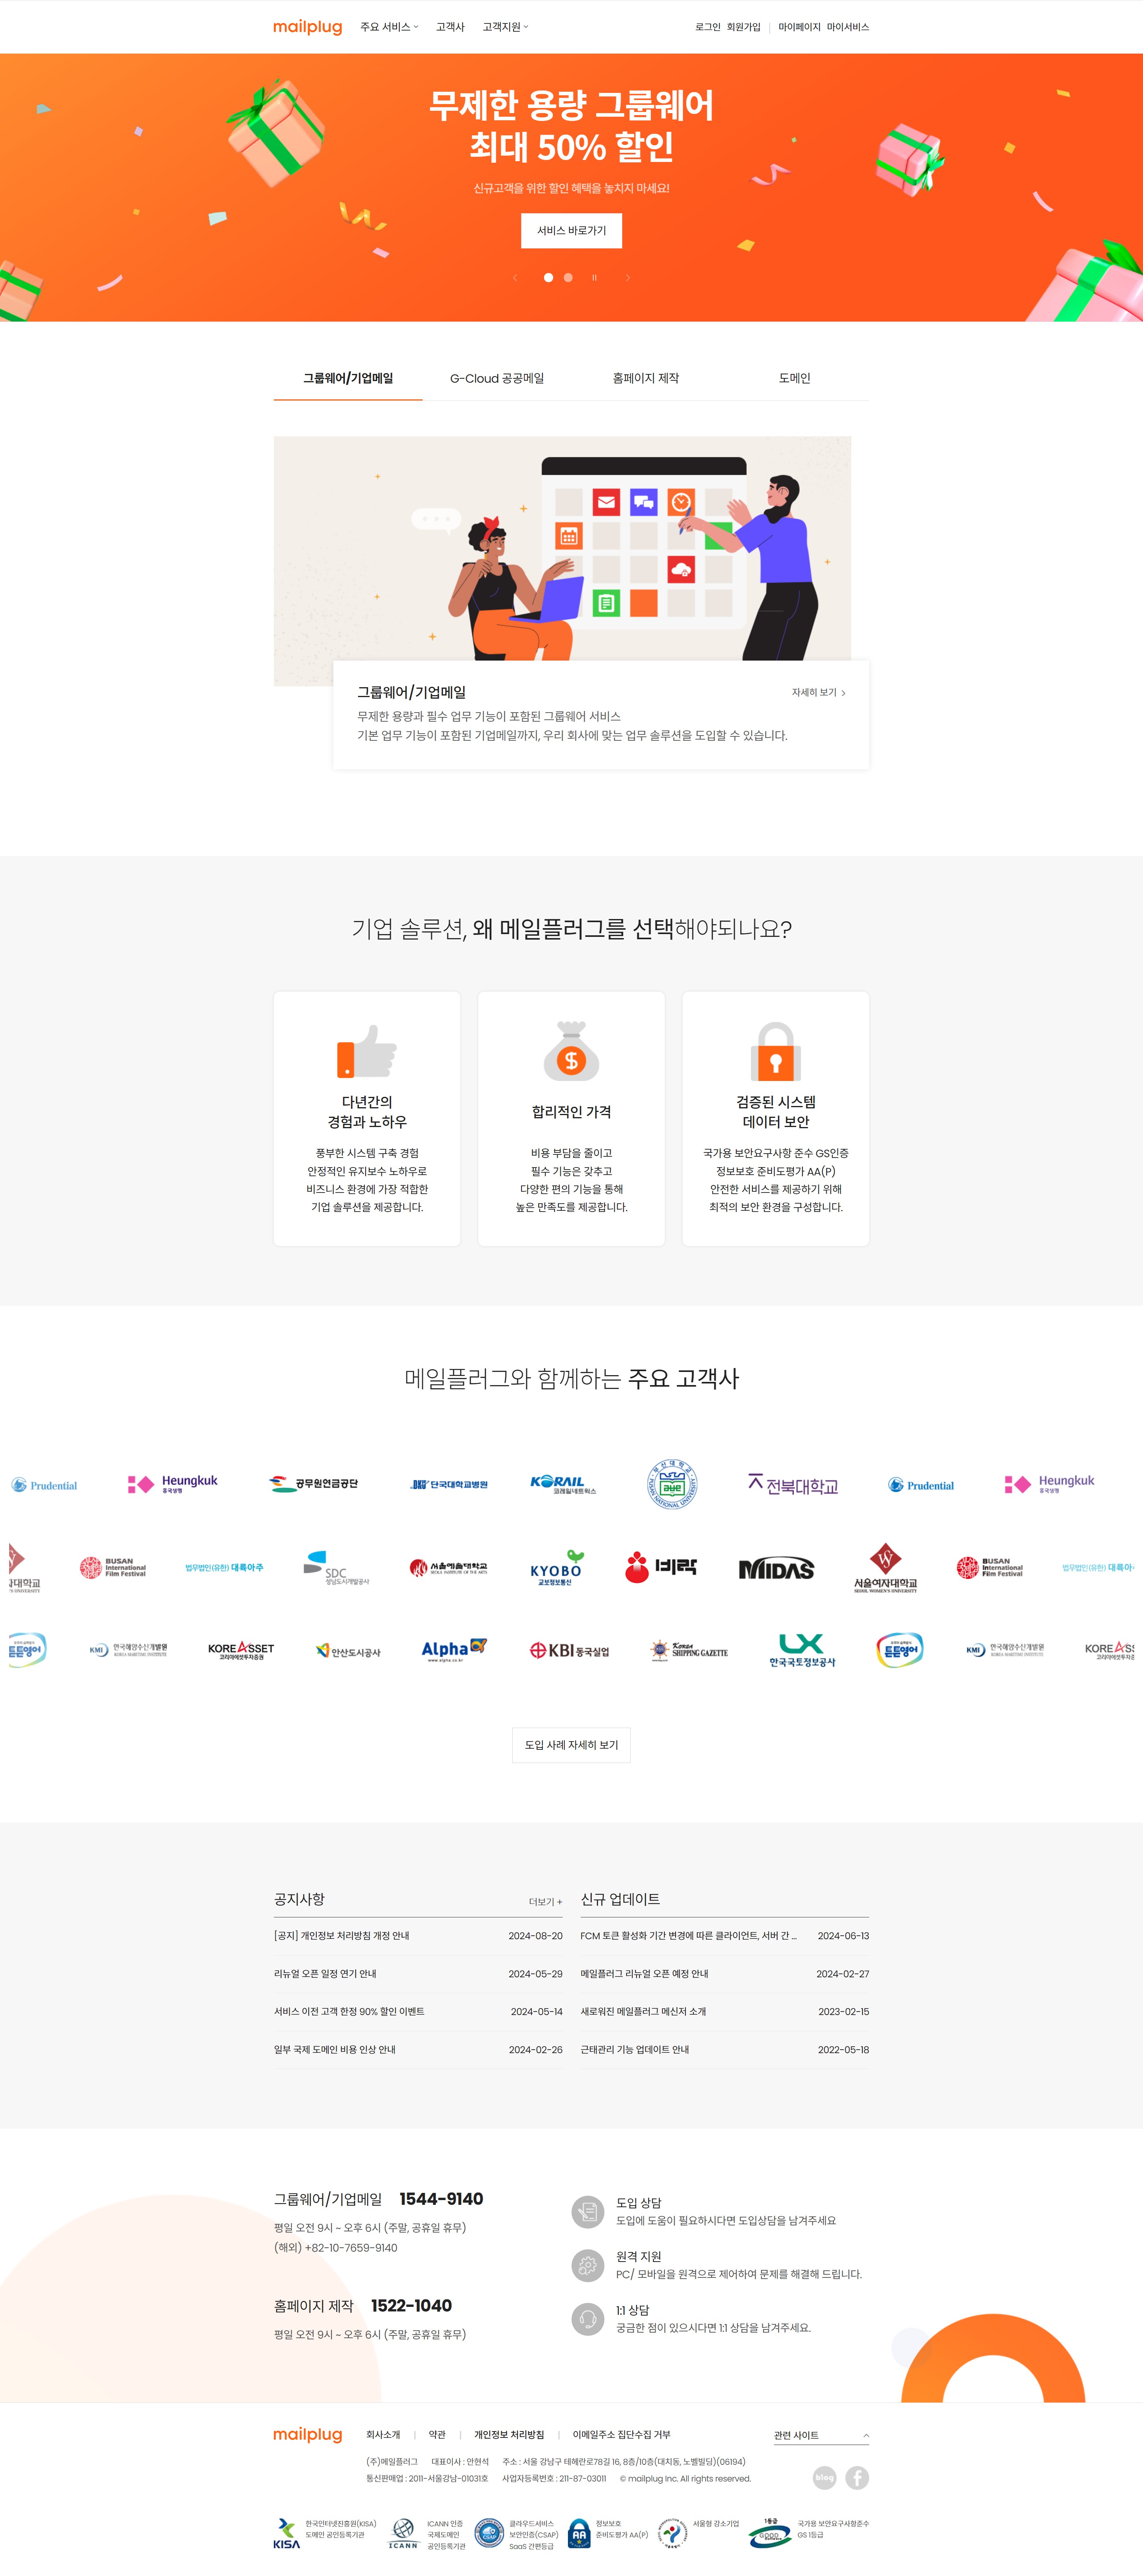 mailplug
주요 서비스
고객사
고객지원
로그인
회원가입
마이페이지
마이서비스
무제한 용량 그룹웨어
최대 50% 할인
신규고객을 위한 할인 혜택을 놓치지 마세요!
서비스 바로가기
그룹웨어/기업메일
G-Cloud 공공메일
홈페이지 제작
도메인
그룹웨어/기업메일
자세히 보기
무제한 용량과 필수 업무 기능이 포함된 그룹웨어 서비스
기본 업무 기능이 포함된 기업메일까지, 우리 회사에 맞는 업무 솔루션을 도입할 수 있습니다.
기업 솔루션, 왜 메일플러그를 선택해야되나요?
다년간의
경험과 노하우
풍부한 시스템 구축 경험
안정적인 유지보수 노하우로
비즈니스 환경에 가장 적합한
기업 솔루션을 제공합니다.
합리적인 가격
비용 부담을 줄이고
필수 기능은 갖추고
다양한 편의 기능을 통해
높은 만족도를 제공합니다.
검증된 시스템
데이터 보안
국가용 보안요구사항 준수 GS인증
정보보호 준비도평가 AA(P)
안전한 서비스를 제공하기 위해
최적의 보안 환경을 구성합니다.
메일플러그와 함께하는 주요 고객사
Prudential
Heungkuk
흥국생명
공무원연금공단
단국대학교병원
KORAIL
코레일네트웍스
전북대학교
Prudential
Heungkuk
흥국생명
BUSAN
International
Film Festival
법무법인(유한) 대륙아주
SDC
성남도시개발공사
서울예술대학교
SEOUL INSTITUTE OF THE ARTS
KYOBO
교보정보통신
비락
MIDAS
서울여자대학교
SEOUL WOMEN'S UNIVERSITY
BUSAN
International
Film Festival
법무법인(유한) 대륙아
튼튼영어
KMI
한국해양수산개발원
KOREA MARITIME INSTITUTE
KOREASSET
코리아에셋투자증권
안산도시공사
Alpha
www.alpha.co.kr
KBI 동국실업
Korea
SHIPPING GAZETTE
LX
한국국토정보공사
튼튼영어
KMI
한국해양수산개발원
KOREA MARITIME INSTITUTE
KOREASS
코리아에셋투자증
도입 사례 자세히 보기
공지사항
더보기 +
[공지] 개인정보 처리방침 개정 안내
2024-08-20
리뉴얼 오픈 일정 연기 안내
2024-05-29
서비스 이전 고객 한정 90% 할인 이벤트
2024-05-14
일부 국제 도메인 비용 인상 안내
2024-02-26
신규 업데이트
FCM 토큰 활성화 기간 변경에 따른 클라이언트, 서버 간 ...
2024-06-13
메일플러그 리뉴얼 오픈 예정 안내
2024-02-27
새로워진 메일플러그 메신저 소개
2023-02-15
근태관리 기능 업데이트 안내
2022-05-18
그룹웨어/기업메일 1544-9140
평일 오전 9시 ~ 오후 6시 (주말, 공휴일 휴무)
(해외) +82-10-7659-9140
홈페이지 제작 1522-1040
평일 오전 9시 ~ 오후 6시 (주말, 공휴일 휴무)
도입 상담
도입에 도움이 필요하시다면 도입상담을 남겨주세요
원격 지원
PC/ 모바일을 원격으로 제어하여 문제를 해결해 드립니다.
1:1 상담
궁금한 점이 있으시다면 1:1 상담을 남겨주세요.
mailplug
회사소개
약관
개인정보 처리방침
이메일주소 집단수집 거부
관련 사이트
(주)메일플러그 대표이사 : 안현석 주소 : 서울 강남구 테헤란로78길 16, 8층/10층(대치동, 노벨빌딩)(06194)
통신판매업 : 2011-서울강남-01031호 사업자등록번호 : 211-87-03011 © mailplug Inc. All rights reserved.
blog
KISA
한국인터넷진흥원(KISA)
도메인 공인등록기관
ICANN
ICANN 인증
국제도메인
공인등록기관
CSAP
클라우드서비스
보안인증(CSAP)
SaaS 간편등급
AA
정보보호
준비도평가 AA(P)
서울형 강소기업
1등급
GOOD
국가용 보안요구사항준수
GS 1등급